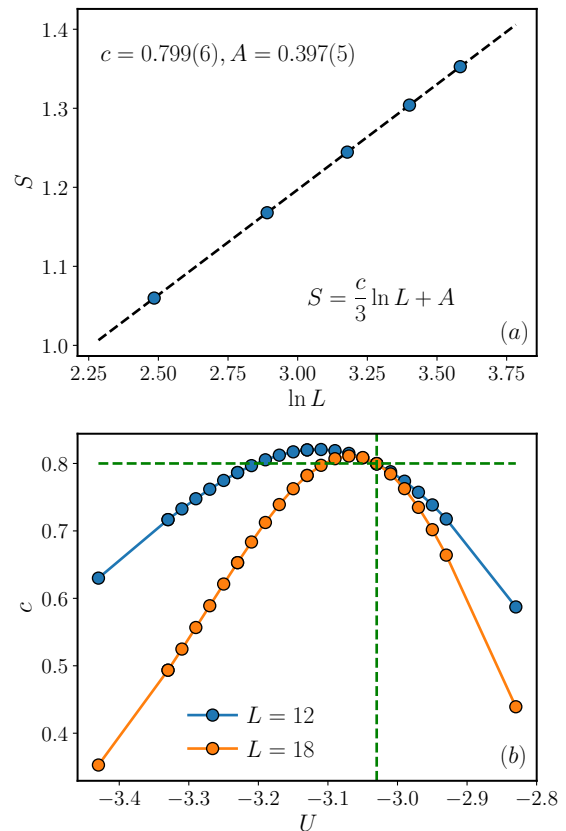 1.4
1.3
1.2
1.1
1.0
S
c = 0.799(6), A = 0.397(5)
S = \frac{c}{3} ln L + A
(a)
2.25 2.50 2.75 3.00 3.25 3.50 3.75
ln L
0.8
0.7
0.6
0.5
0.4
c
L = 12
L = 18
(b)
−3.4 −3.3 −3.2 −3.1 −3.0 −2.9 −2.8
U